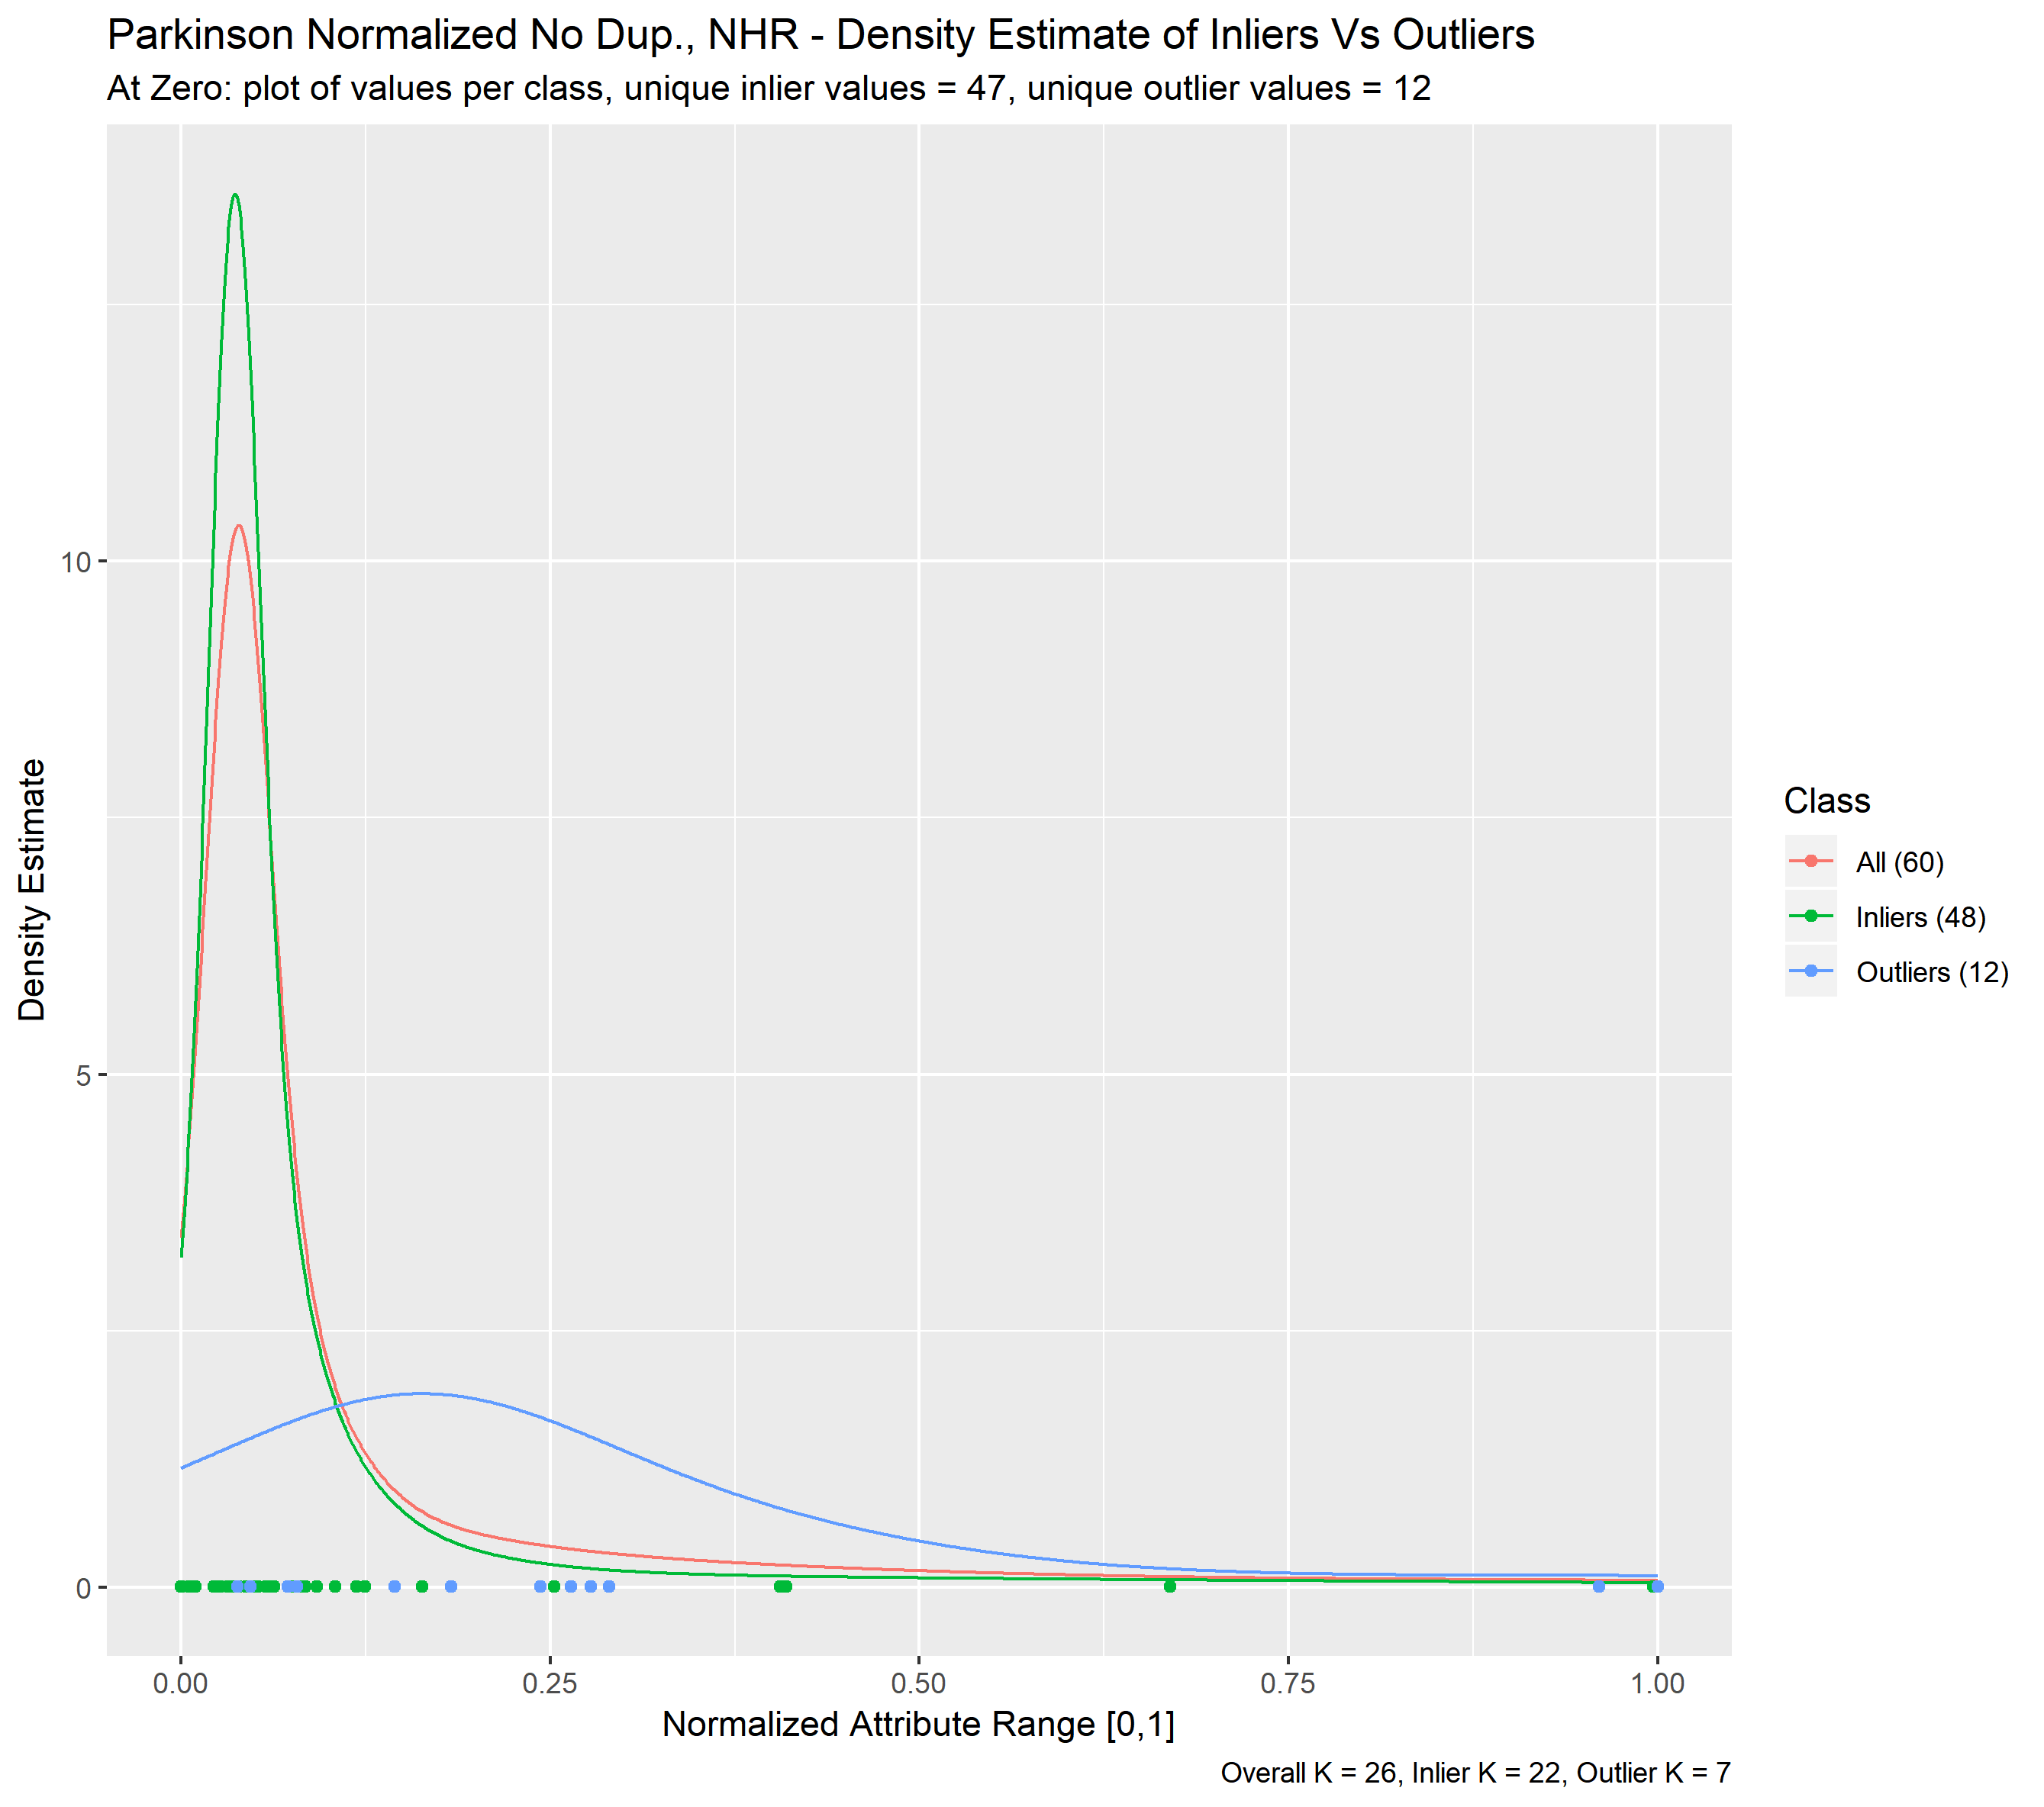 Parkinson Normalized No Dup., NHR - Density Estimate of Inliers Vs Outliers
At Zero: plot of values per class, unique inlier values = 47, unique outlier values = 12
Density Estimate
10
5
0
0.00 0.25 0.50 0.75 1.00
Normalized Attribute Range [0,1]
Overall K = 26, Inlier K = 22, Outlier K = 7
Class
All (60)
Inliers (48)
Outliers (12)